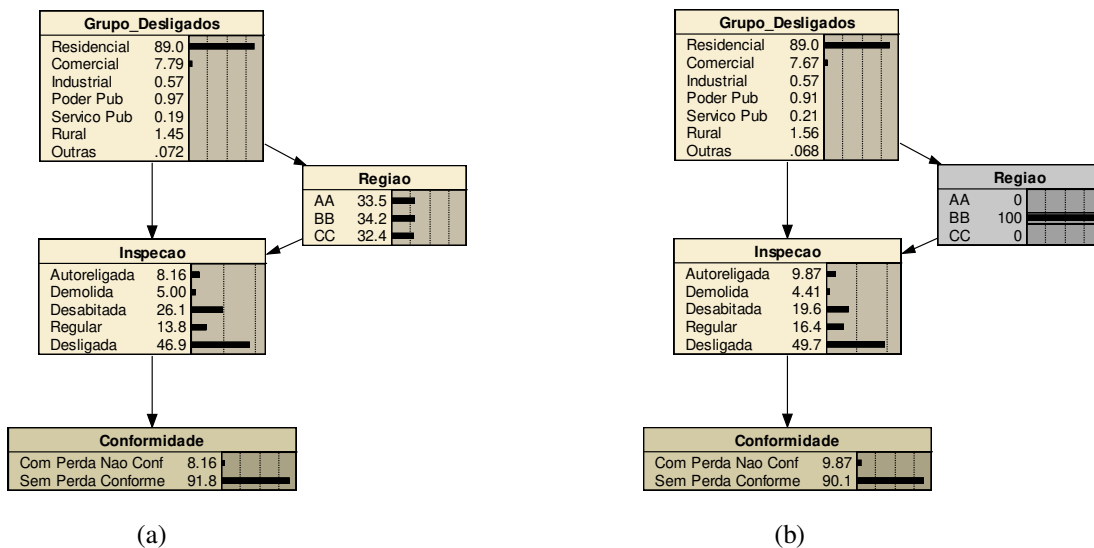 Grupo_Desligados
Residencial 89.0
Comercial 7.79
Industrial 0.57
Poder Pub 0.97
Servico Pub 0.19
Rural 1.45
Outras .072
Regiao
AA 33.5
BB 34.2
CC 32.4
Inspecao
Autoreligada 8.16
Demolida 5.00
Desabitada 26.1
Regular 13.8
Desligada 46.9
Conformidade
Com Perda Nao Conf 8.16
Sem Perda Conforme 91.8
(a)
Grupo_Desligados
Residencial 89.0
Comercial 7.67
Industrial 0.57
Poder Pub 0.91
Servico Pub 0.21
Rural 1.56
Outras .068
Regiao
AA 0
BB 100
CC 0
Inspecao
Autoreligada 9.87
Demolida 4.41
Desabitada 19.6
Regular 16.4
Desligada 49.7
Conformidade
Com Perda Nao Conf 9.87
Sem Perda Conforme 90.1
(b)